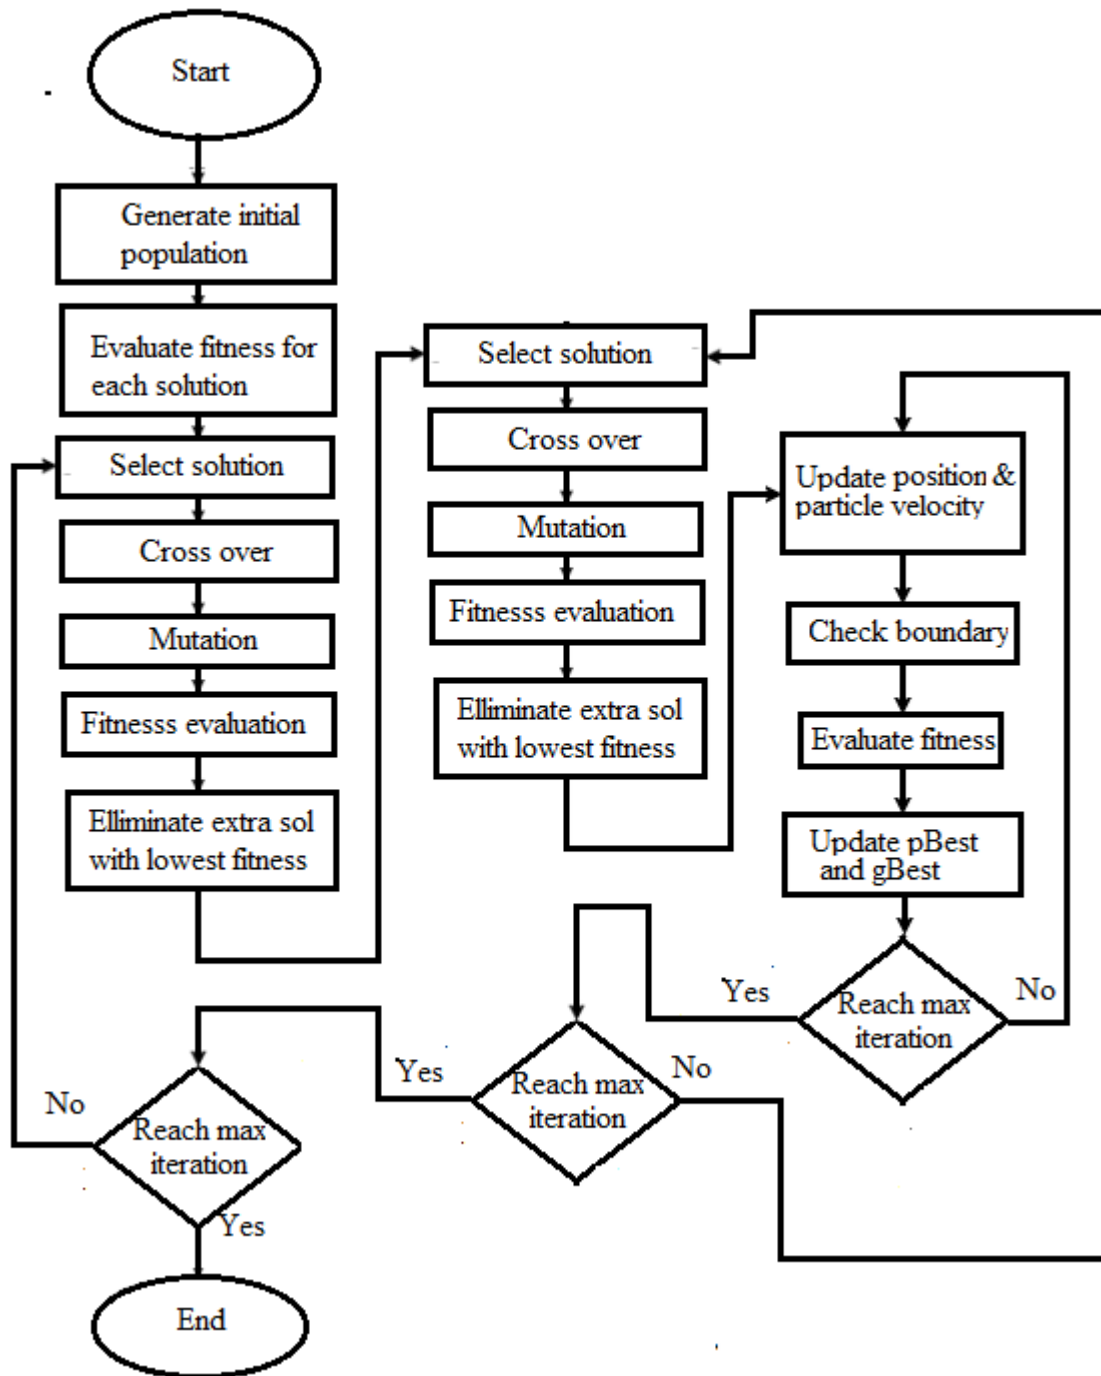 Start
Generate initial
population
Evaluate fitness for
each solution
Select solution
Cross over
Mutation
Fitnesss evaluation
Elliminate extra sol
with lowest fitness
Select solution
Cross over
Mutation
Fitnesss evaluation
Elliminate extra sol
with lowest fitness
Update position &
particle velocity
Check boundary
Evaluate fitness
Update pBest
and gBest
Reach max
iteration
Yes
No
Reach max
iteration
Yes
No
Reach max
iteration
No
Yes
End